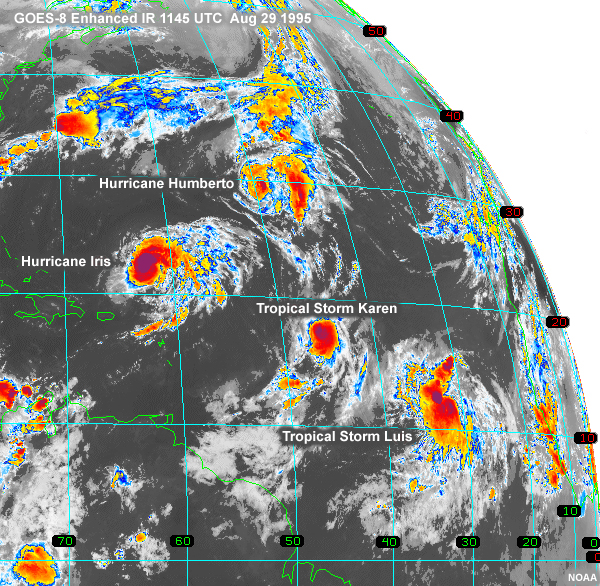 GOES-8 Enhanced IR 1145 UTC Aug 29 1995
50
40
Hurricane Humberto
30
Hurricane Iris
Tropical Storm Karen
20
Tropical Storm Luis
10
10
70 60 50 40 30 20 0
0
NOAA